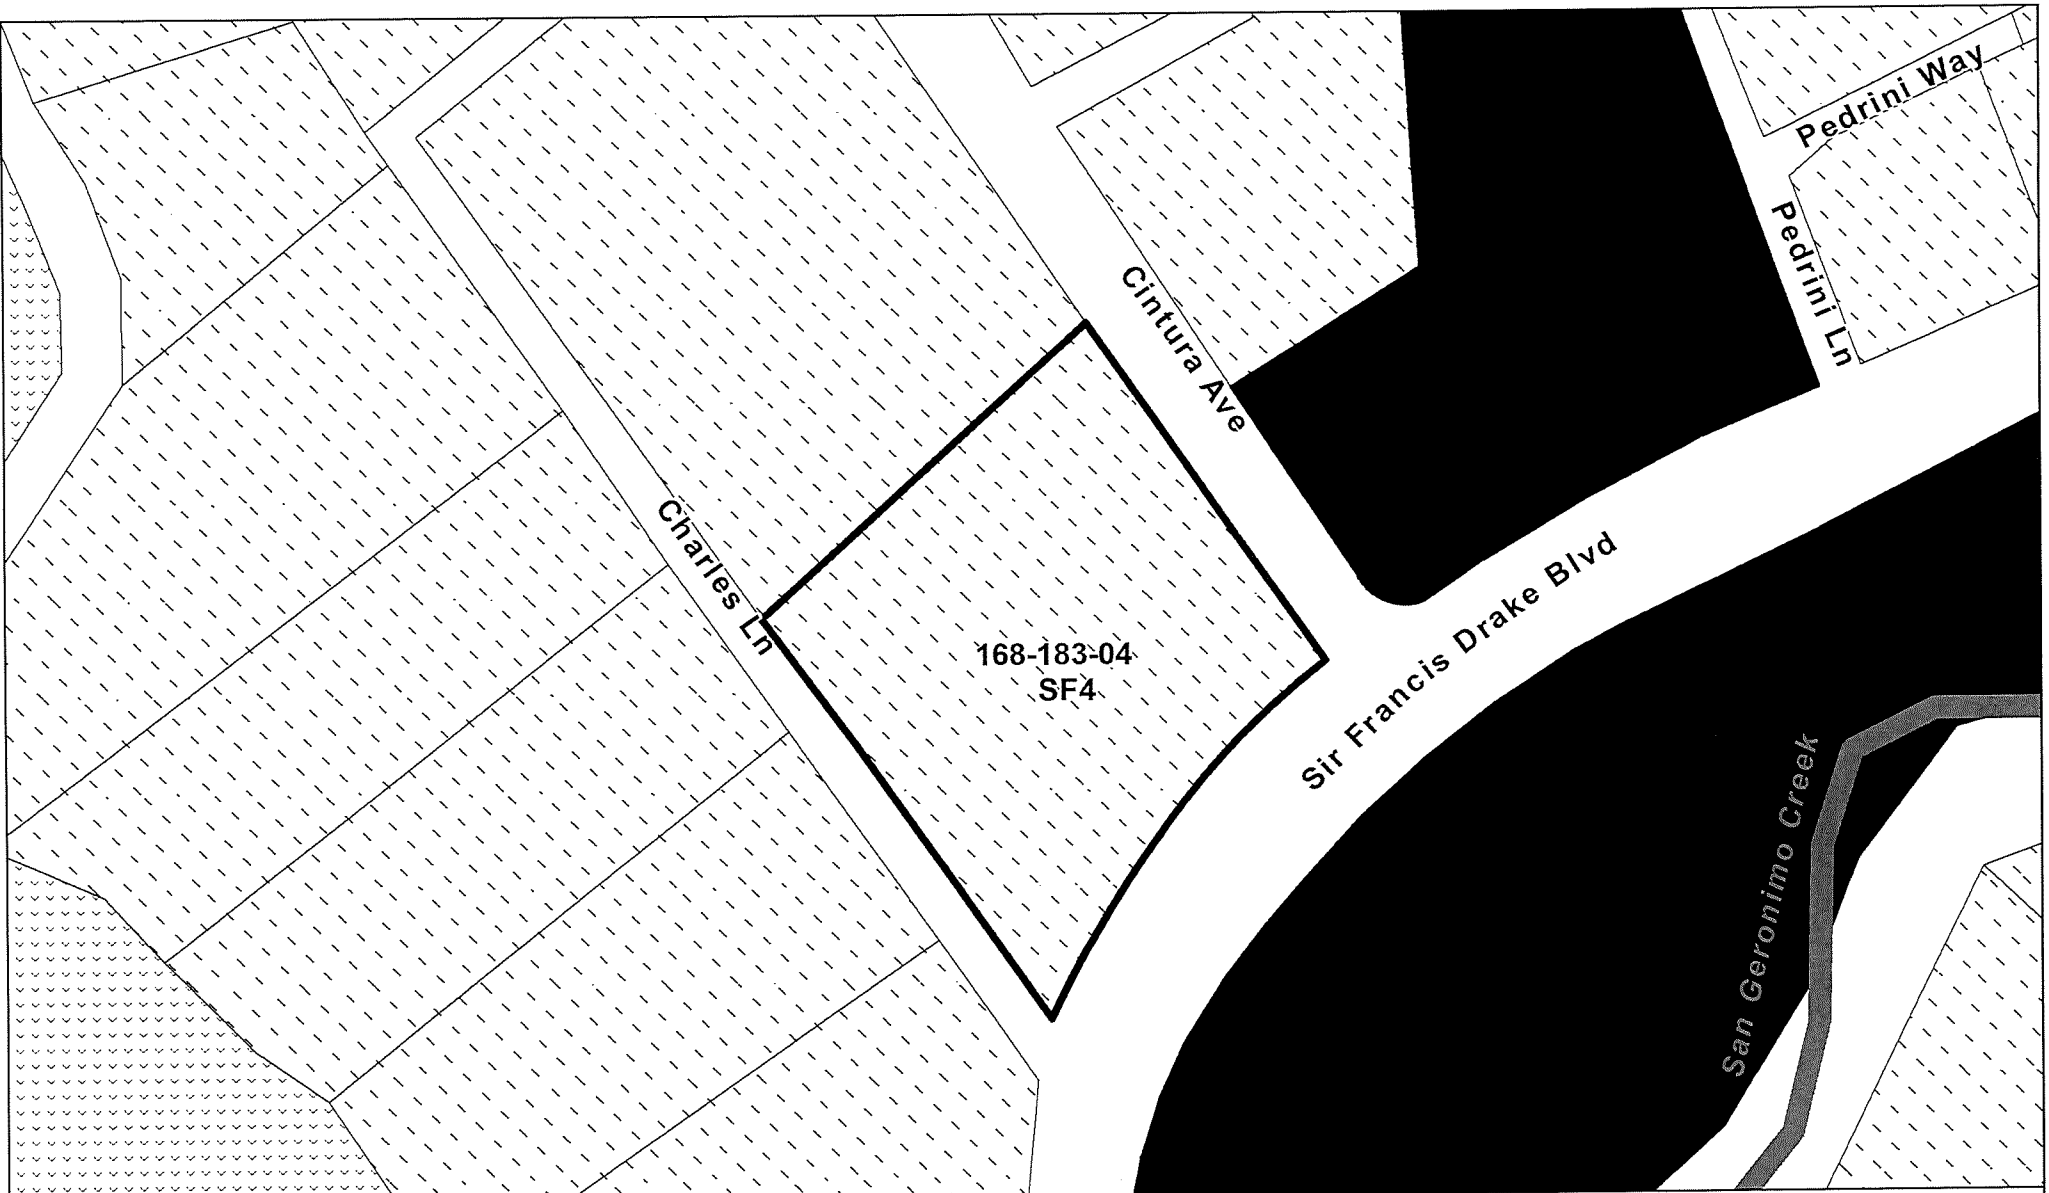 Pedrini Way
Pedrini Ln
Cintura Ave
Charles Ln
168-183-04
SF4
Sir Francis Drake Blvd
San Geronimo Creek